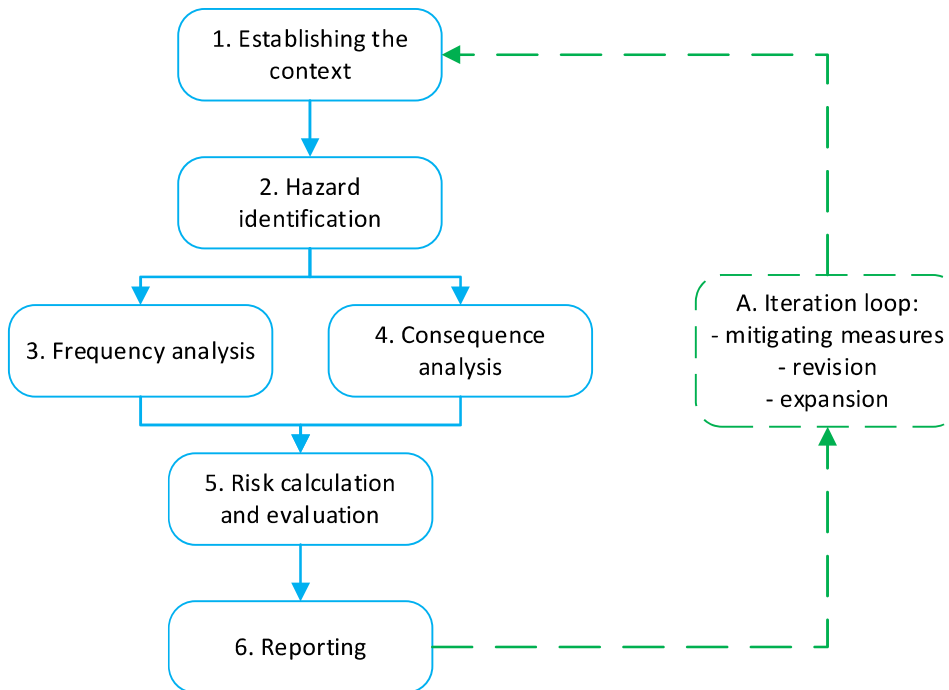 1. Establishing the
context
2. Hazard
identification
3. Frequency analysis
4. Consequence
analysis
A. Iteration loop:
- mitigating measures
- revision
- expansion
5. Risk calculation
and evaluation
6. Reporting